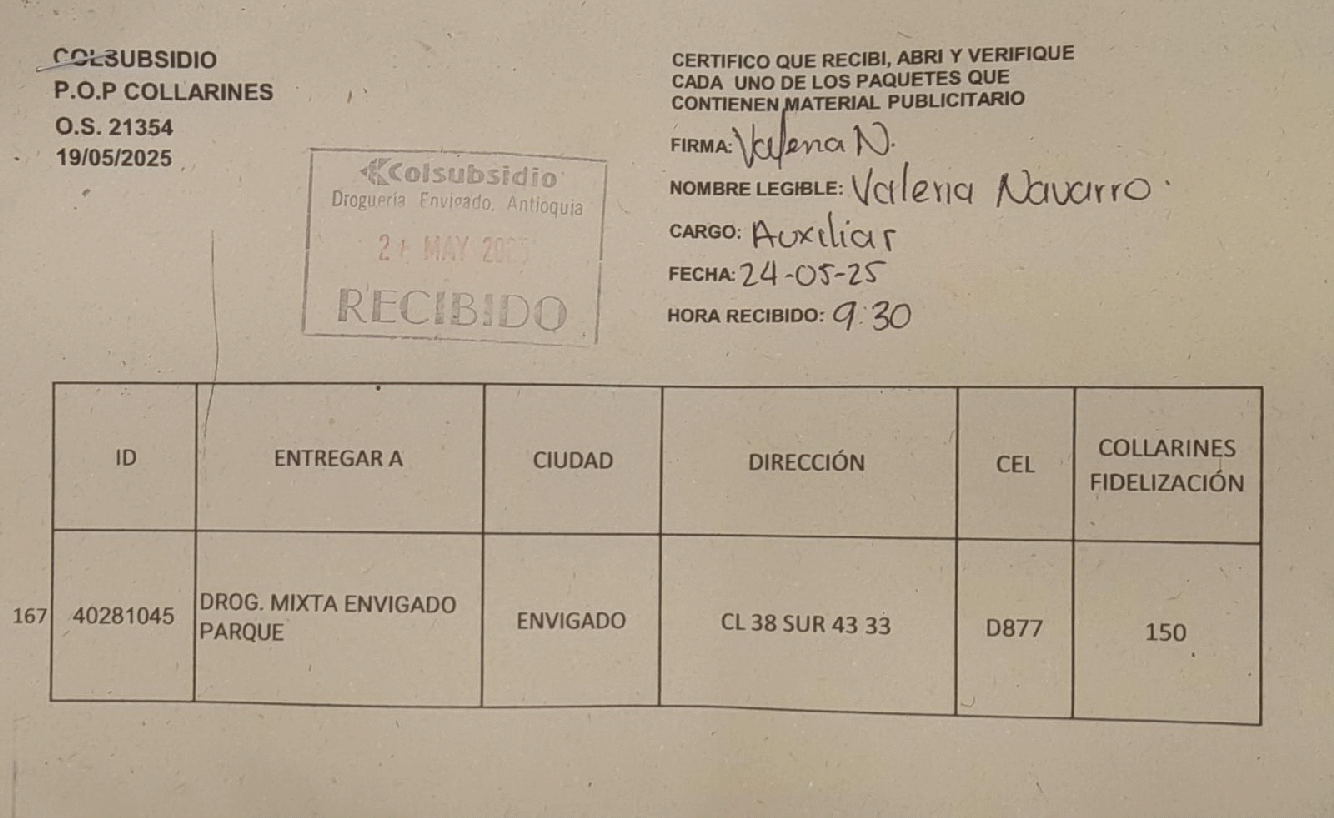 COLSUBSIDIO
P.O.P COLLARINES
O.S. 21354
19/05/2025
Colsubsidio
Droguería Envigado, Antioquia
MAY
RECIBIDO
CERTIFICO QUE RECIBI, ABRI Y VERIFIQUE
CADA UNO DE LOS PAQUETES QUE
CONTIENEN MATERIAL PUBLICITARIO
FIRMA: Valeria N.
NOMBRE LEGIBLE: Valeria Navarro.
CARGO: Auxiliar
FECHA: 24-05-25
HORA RECIBIDO: 9:30
ID
ENTREGAR A
CIUDAD
DIRECCIÓN
CEL
COLLARINES
FIDELIZACIÓN
167
40281045
DROG. MIXTA ENVIGADO
PARQUE
ENVIGADO
CL 38 SUR 43 33
D877
150